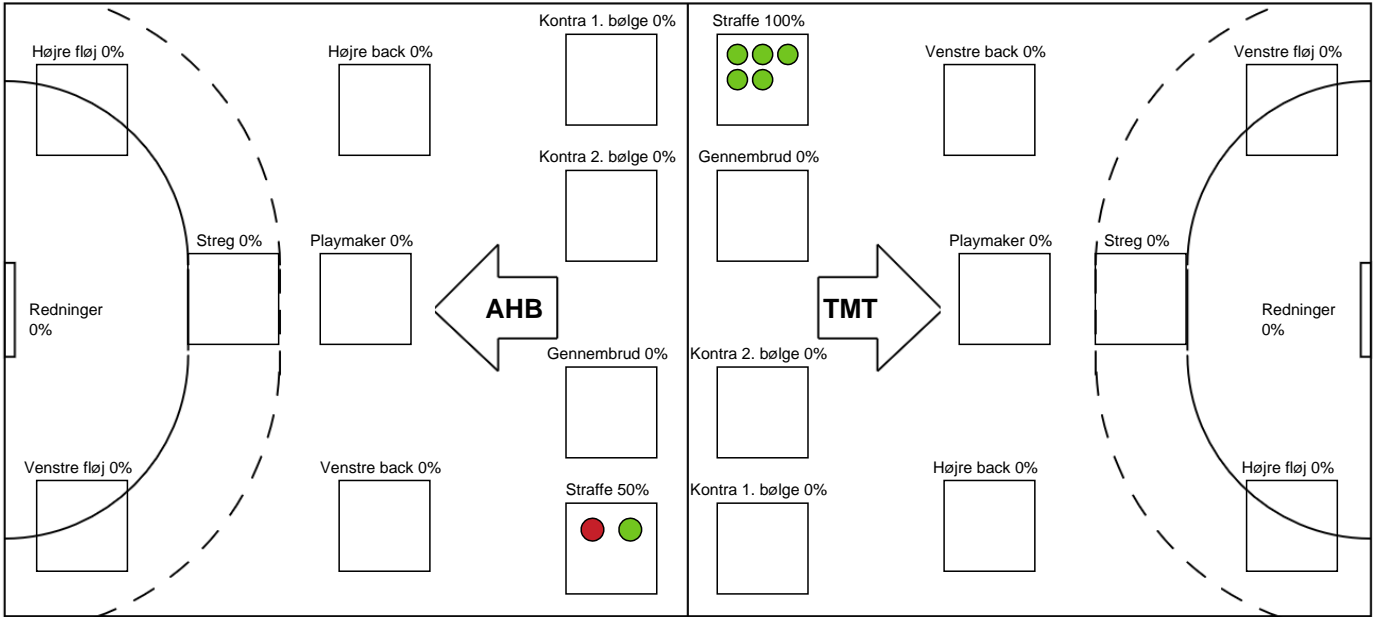 Kontra 1. bølge 0%
Straffe 100%
Højre fløj 0%
Højre back 0%
Venstre back 0%
Venstre fløj 0%
Kontra 2. bølge 0%
Gennembrud 0%
Streg 0%
Playmaker 0%
Playmaker 0%
Streg 0%
Redninger
0%
AHB
TMT
Redninger
0%
Gennembrud 0%
Kontra 2. bølge 0%
Venstre fløj 0%
Venstre back 0%
Højre back 0%
Højre fløj 0%
Straffe 50%
Kontra 1. bølge 0%